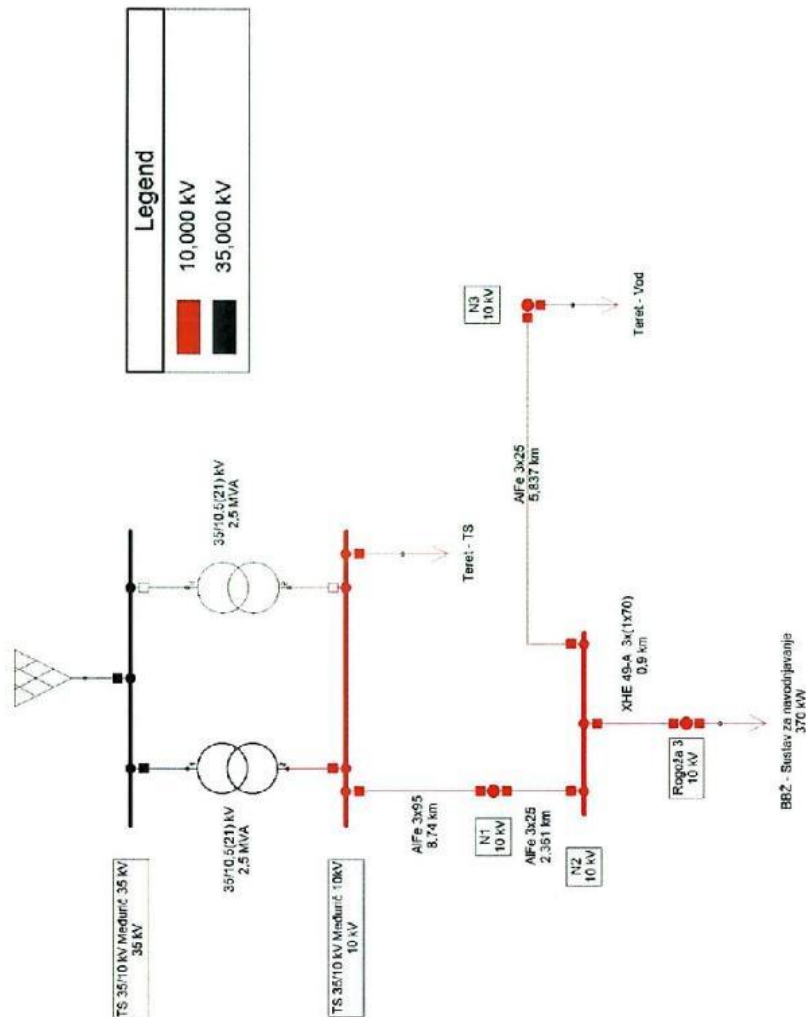 Legend
10,000 kV
35,000 kV
TS 35/10 kV Međurić 35 kV
35 kV
35/10,5(21) kV
2,5 MVA
35/10,5(21) kV
2,5 MVA
TS 35/10 kV Međurić 10kV
10 kV
Teret - TS
AlFe 3x95
8,74 km
N1
10 kV
AlFe 3x25
2,361 km
N2
10 kV
AlFe 3x25
5,837 km
N3
10 kV
Teret - Vod
XHE 49-A 3x(1x70)
0,9 km
Rogoža 3
10 kV
BBŽ - Sustav za navodnjavanje
370 kW